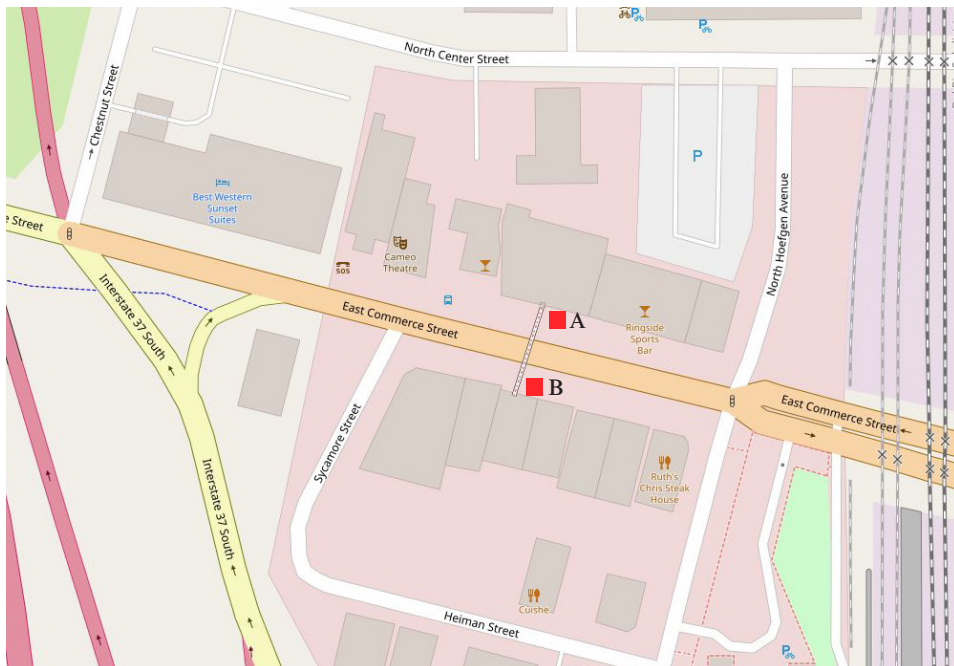 North Center Street
Chestnut Street
P
Best Western
Sunset
Suites
North Hoefgen Avenue
Cameo
Theatre
SOS
e Street
Interstate 37 South
East Commerce Street
A
Ringside
Sports
Bar
B
East Commerce Street
Sycamore Street
Interstate 37 South
Ruth's
Chris Steak
House
Cuishe
Heiman Street
P
P
P